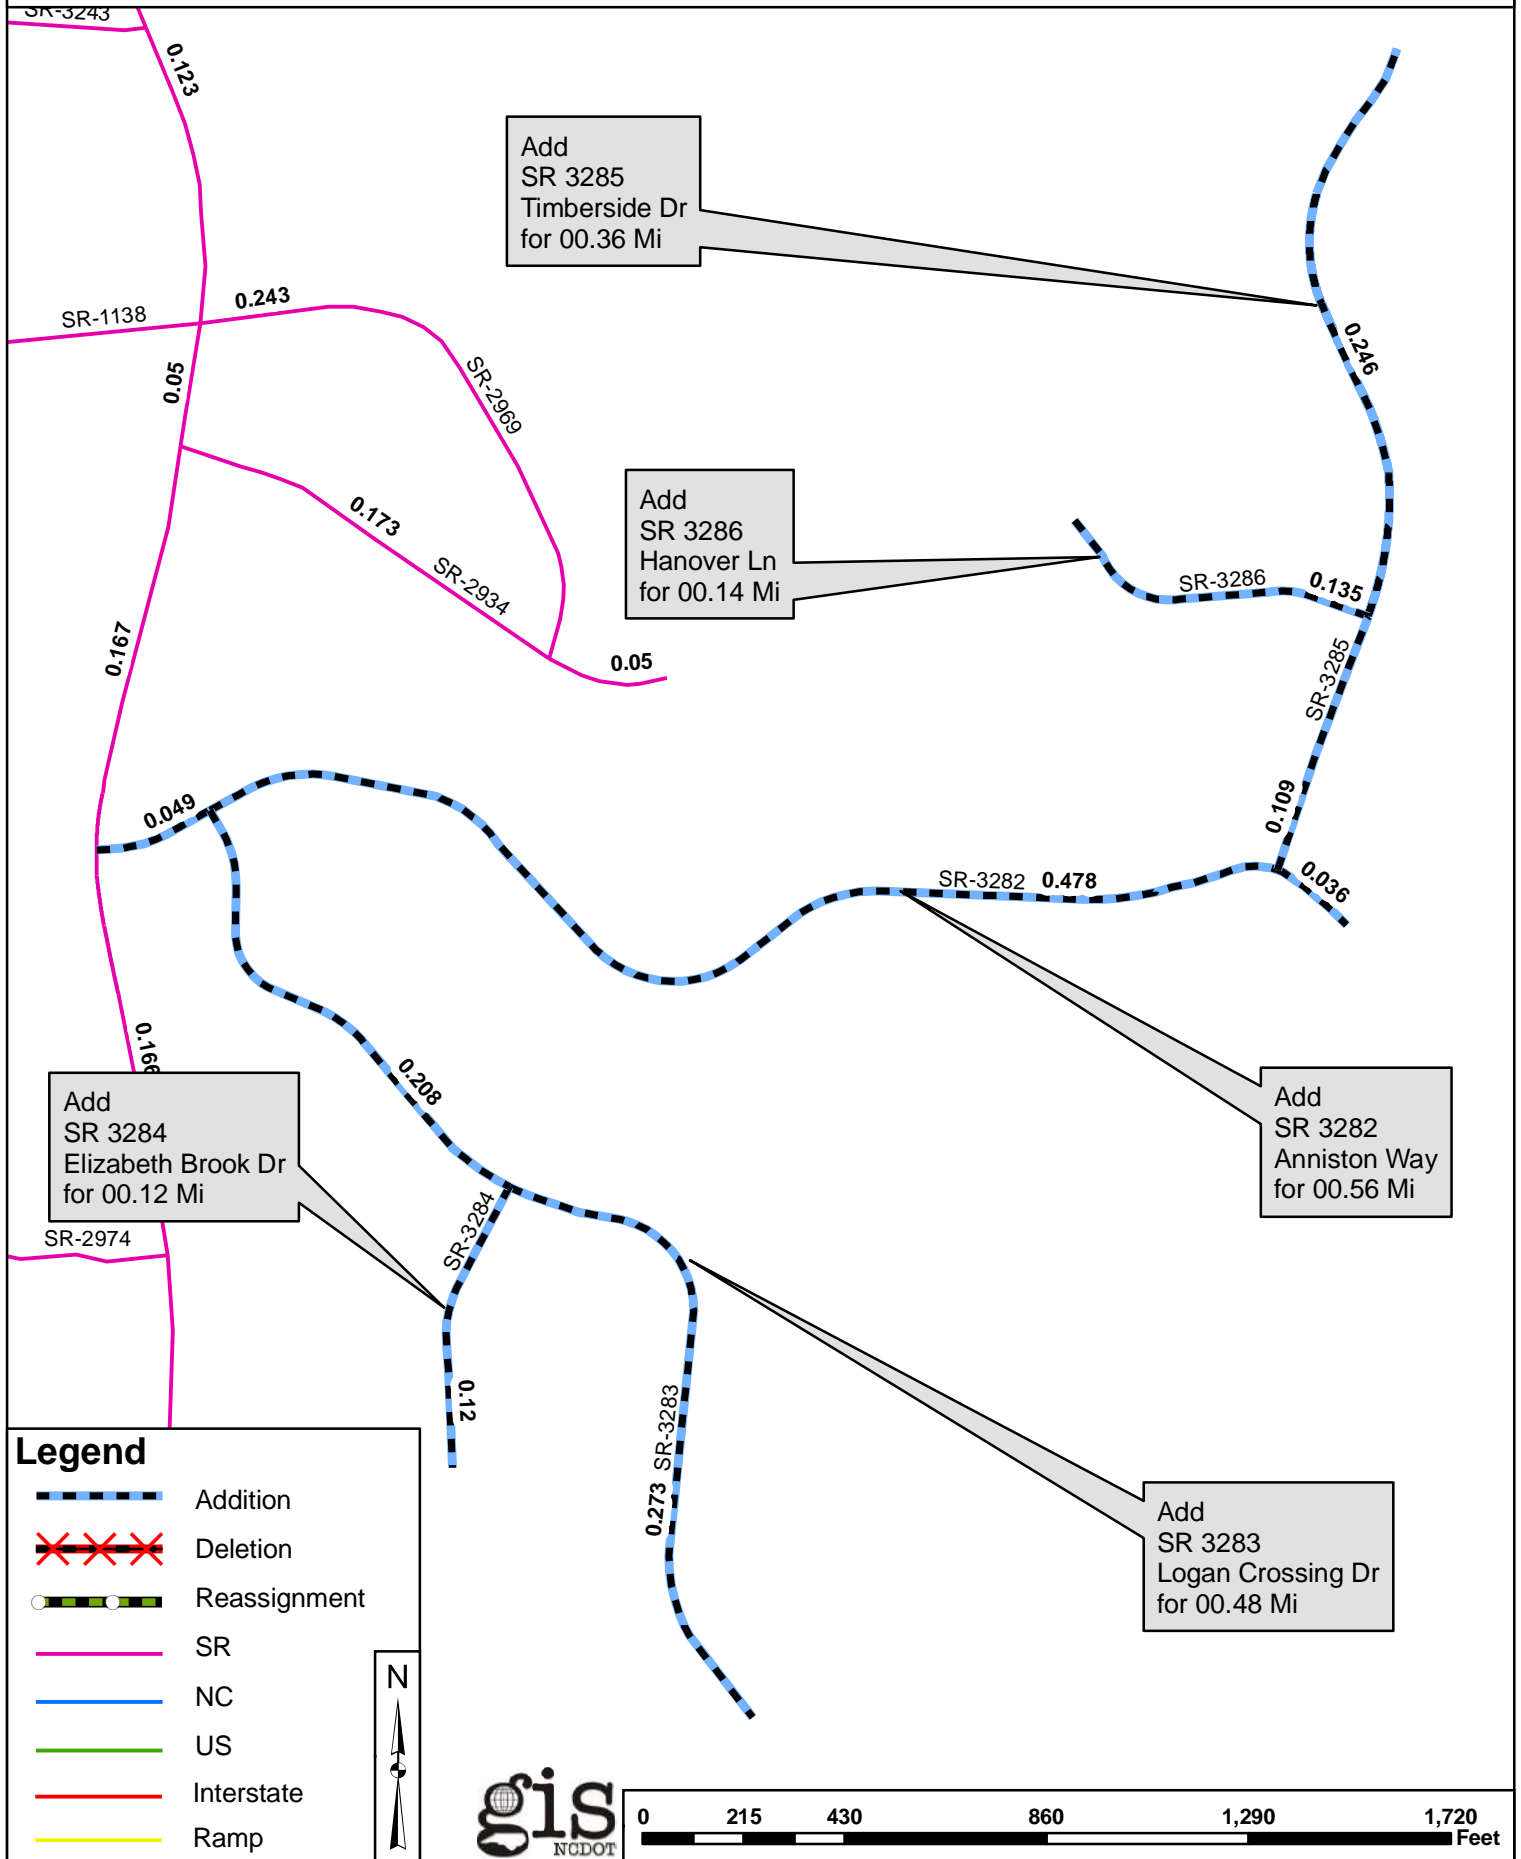 SR-3243
0.123
Add
SR 3285
Timberside Dr
for 00.36 Mi
SR-1138
0.243
0.05
SR-2969
0.246
Add
SR 3286
Hanover Ln
for 00.14 Mi
0.173
SR-2934
SR-3286
0.135
0.167
0.05
SR-3285
0.049
0.109
SR-3282
0.478
0.036
0.166
0.208
Add
SR 3284
Elizabeth Brook Dr
for 00.12 Mi
Add
SR 3282
Anniston Way
for 00.56 Mi
SR-3284
SR-2974
0.12
SR-3283
0.273
Add
SR 3283
Logan Crossing Dr
for 00.48 Mi
Legend
Addition
Deletion
Reassignment
SR
NC
US
Interstate
Ramp
N
gis
NCDOT
0 215 430 860 1,290 1,720
Feet